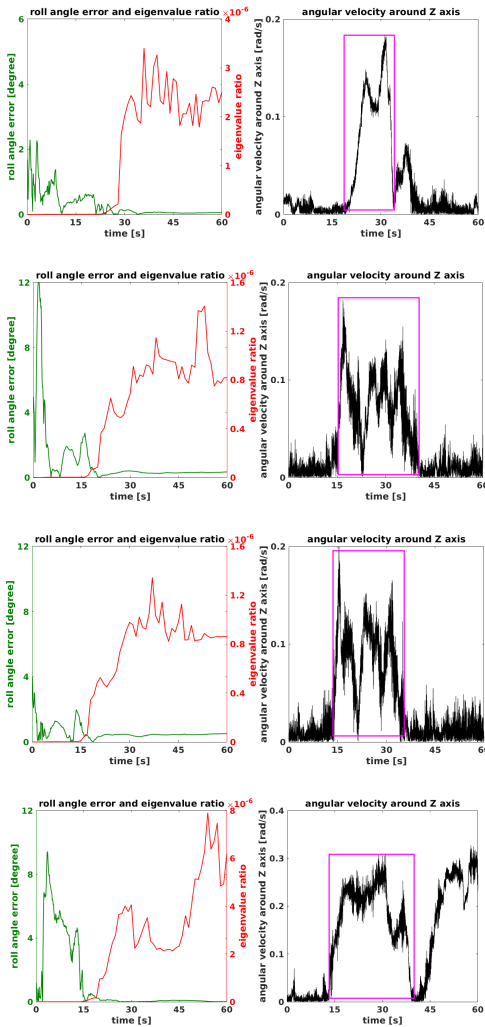 roll angle error and eigenvalue ratio
×10⁻⁶
angular velocity around Z axis
roll angle error [degree]
6
4
2
0
4
3
2
1
0
eigenvalue ratio
0 15 30 45 60
time [s]
angular velocity around Z axis [rad/s]
0.2
0.1
0
0 15 30 45 60
time [s]
roll angle error and eigenvalue ratio
×10⁻⁶
angular velocity around Z axis
roll angle error [degree]
12
8
4
0
1.6
1.2
0.8
0.4
0
eigenvalue ratio
0 15 30 45 60
time [s]
angular velocity around Z axis [rad/s]
0.2
0.1
0
0 15 30 45 60
time [s]
roll angle error and eigenvalue ratio
×10⁻⁶
angular velocity around Z axis
roll angle error [degree]
12
8
4
0
1.6
1.2
0.8
0.4
0
eigenvalue ratio
0 15 30 45 60
time [s]
angular velocity around Z axis [rad/s]
0.2
0.1
0
0 15 30 45 60
time [s]
roll angle error and eigenvalue ratio
×10⁻⁶
angular velocity around Z axis
roll angle error [degree]
12
8
4
0
8
6
4
2
0
eigenvalue ratio
0 15 30 45 60
time [s]
angular velocity around Z axis [rad/s]
0.4
0.3
0.2
0.1
0
0 15 30 45 60
time [s]